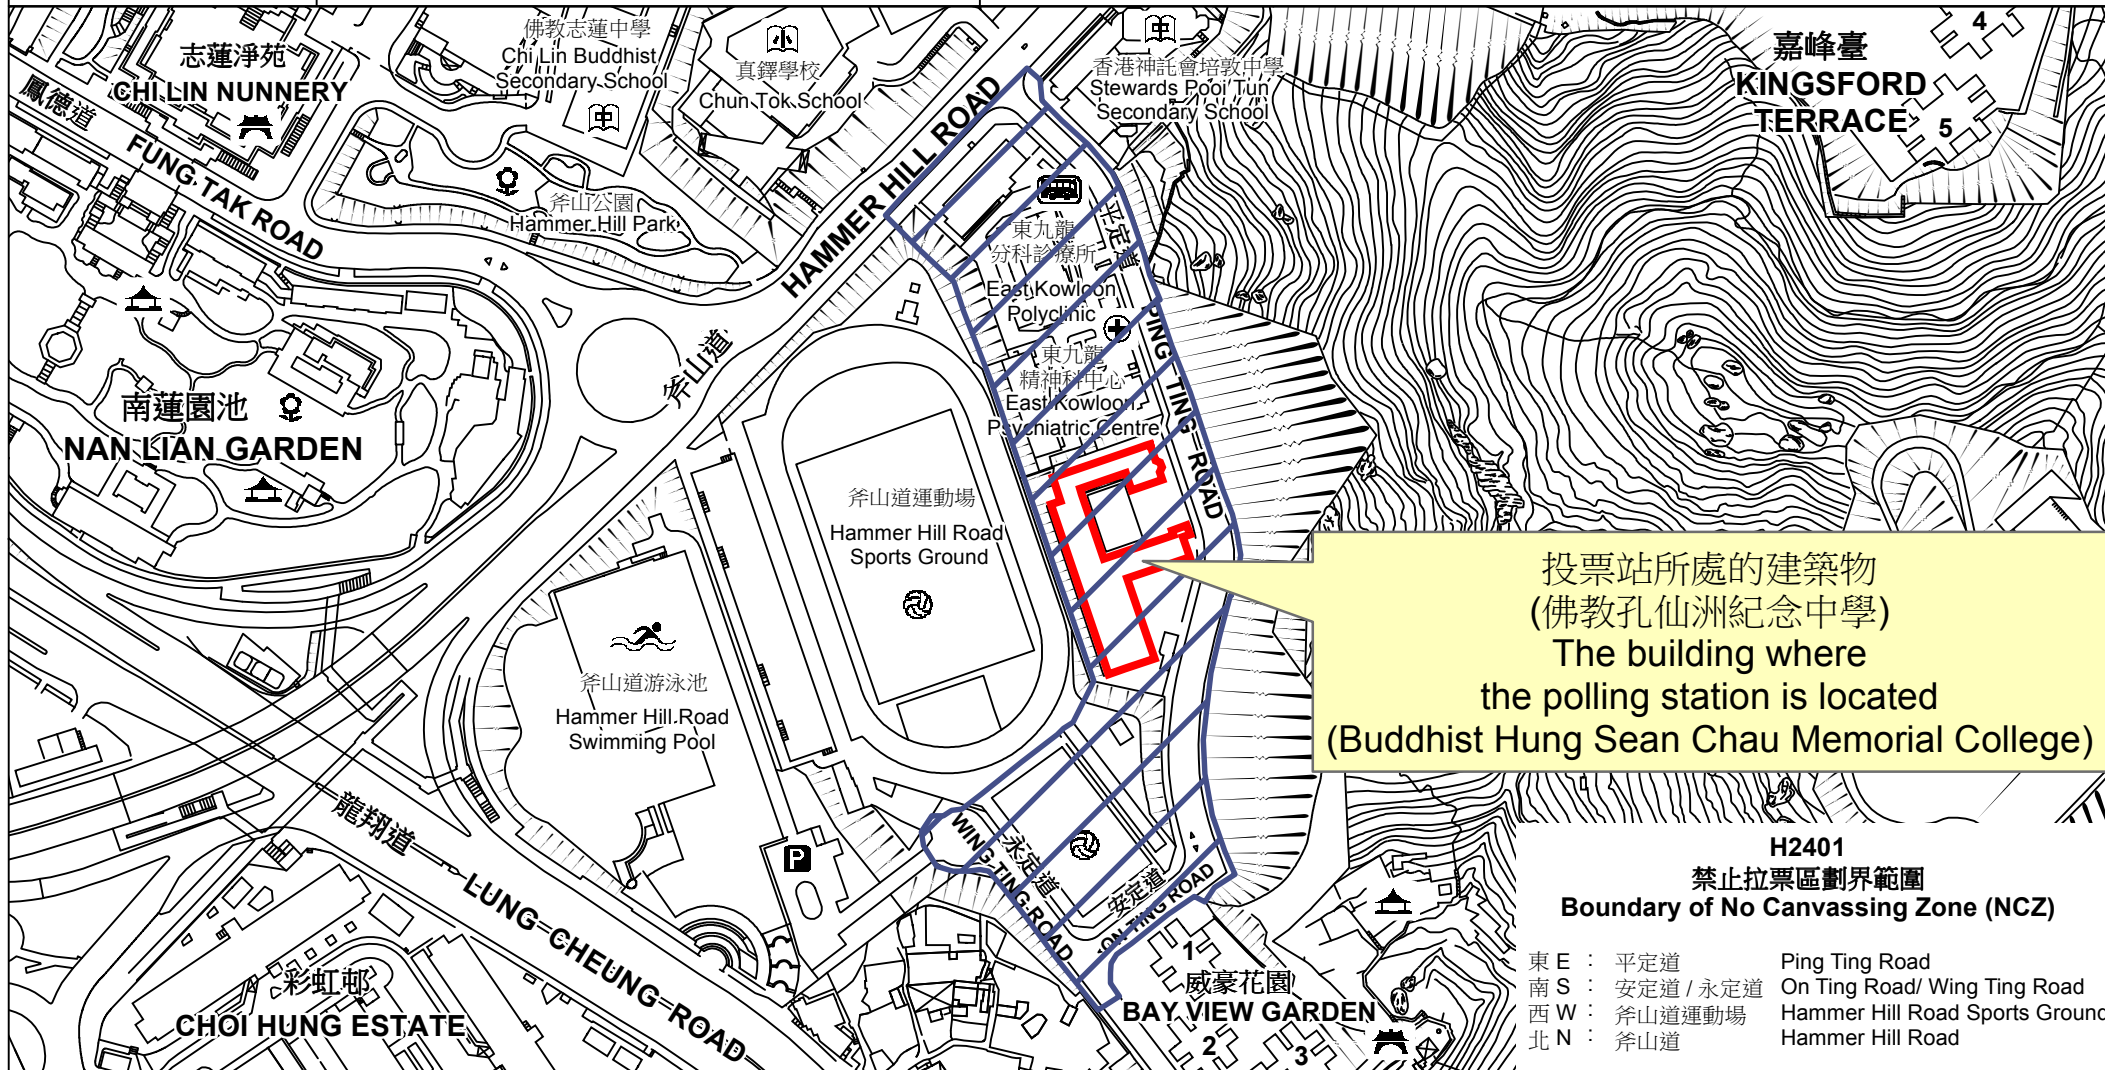 佛教志蓮中學
Chi Lin Buddhist
Secondary School
志蓮淨苑
CHI LIN NUNNERY
真鐸學校
Chun Tok School
香港神託會培敦中學
Stewards Pooi Tun
Secondary School
嘉峰臺
KINGSFORD
TERRACE
4
5
鳳德道
FUNG TAK ROAD
斧山公園
Hammer Hill Park
HAMMER HILL ROAD
斧山道
平定道
PING TING ROAD
東九龍
分科診療所
East Kowloon
Polyclinic
東九龍
精神科中心
East Kowloon
Psychiatric Centre
南蓮園池
NAN LIAN GARDEN
斧山道運動場
Hammer Hill Road
Sports Ground
斧山道游泳池
Hammer Hill Road
Swimming Pool
投票站所處的建築物
(佛教孔仙洲紀念中學)
The building where
the polling station is located
(Buddhist Hung Sean Chau Memorial College)
龍翔道
LUNG CHEUNG ROAD
P
永定道
WING TING ROAD
安定道
ON TING ROAD
彩虹邨
CHOI HUNG ESTATE
1
威豪花園
BAY VIEW GARDEN
2
3
H2401
禁止拉票區劃界範圍
Boundary of No Canvassing Zone (NCZ)
東 E : 平定道 Ping Ting Road
南 S : 安定道 / 永定道 On Ting Road/ Wing Ting Road
西 W : 斧山道運動場 Hammer Hill Road Sports Ground
北 N : 斧山道 Hammer Hill Road